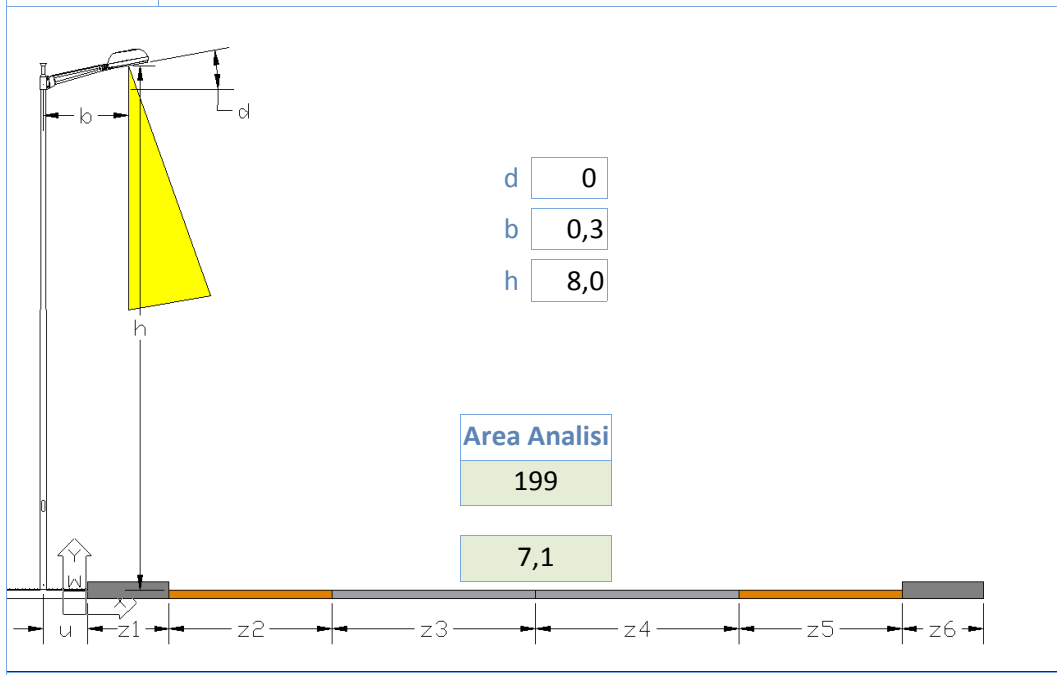 b
d
d 0
b 0,3
h 8,0
h
Area Analisi
199
7,1
Y
W
X
u z1 z2 z3 z4 z5 z6